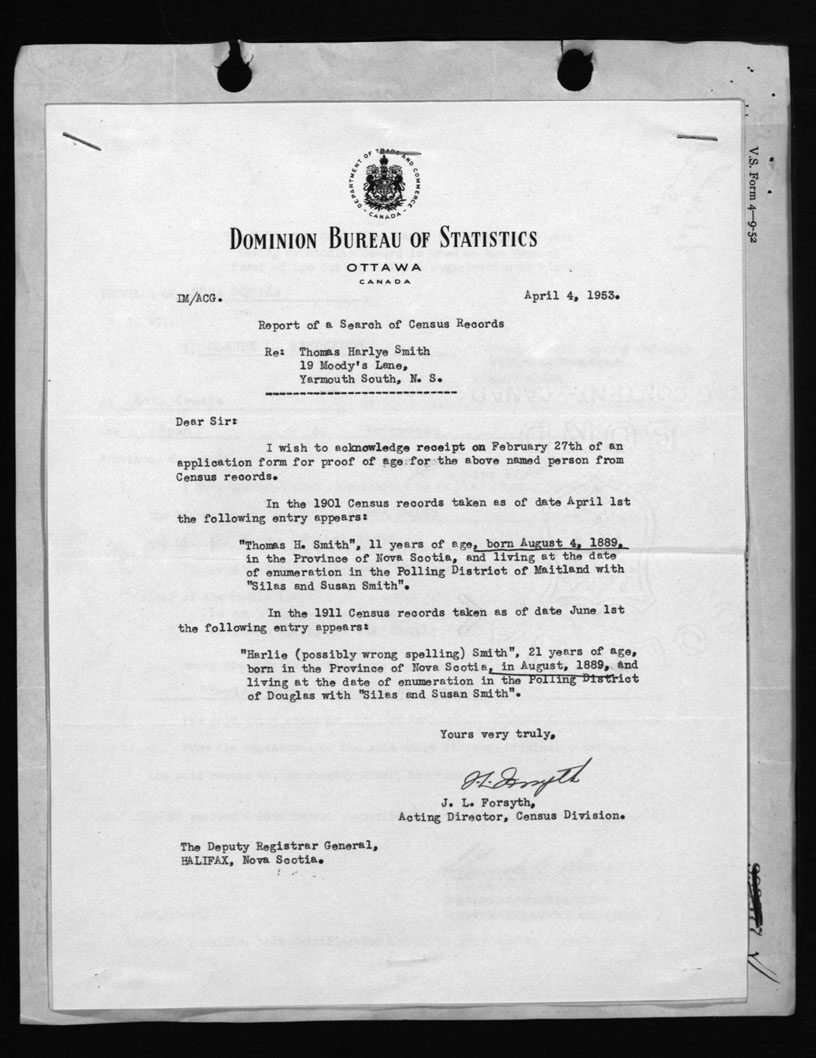 DEPARTMENT OF TRADE AND COMMERCE
- CANADA -
DOMINION BUREAU OF STATISTICS
OTTAWA
CANADA
IM/ACG. April 4, 1953.
Report of a Search of Census Records
Re: Thomas Harlye Smith
19 Moody's Lane,
Yarmouth South, N. S.
Dear Sir:
I wish to acknowledge receipt on February 27th of an
application form for proof of age for the above named person from
Census records.
In the 1901 Census records taken as of date April 1st
the following entry appears:
"Thomas H. Smith", 11 years of age, born August 4, 1889,
in the Province of Nova Scotia, and living at the date
of enumeration in the Polling District of Maitland with
"Silas and Susan Smith".
In the 1911 Census records taken as of date June 1st
the following entry appears:
"Harlie (possibly wrong spelling) Smith", 21 years of age,
born in the Province of Nova Scotia, in August, 1889, and
living at the date of enumeration in the Polling District
of Douglas with "Silas and Susan Smith".
Yours very truly,
J. L. Forsyth
J. L. Forsyth,
Acting Director, Census Division.
The Deputy Registrar General,
HALIFAX, Nova Scotia.
V.S. Form 4—9-52